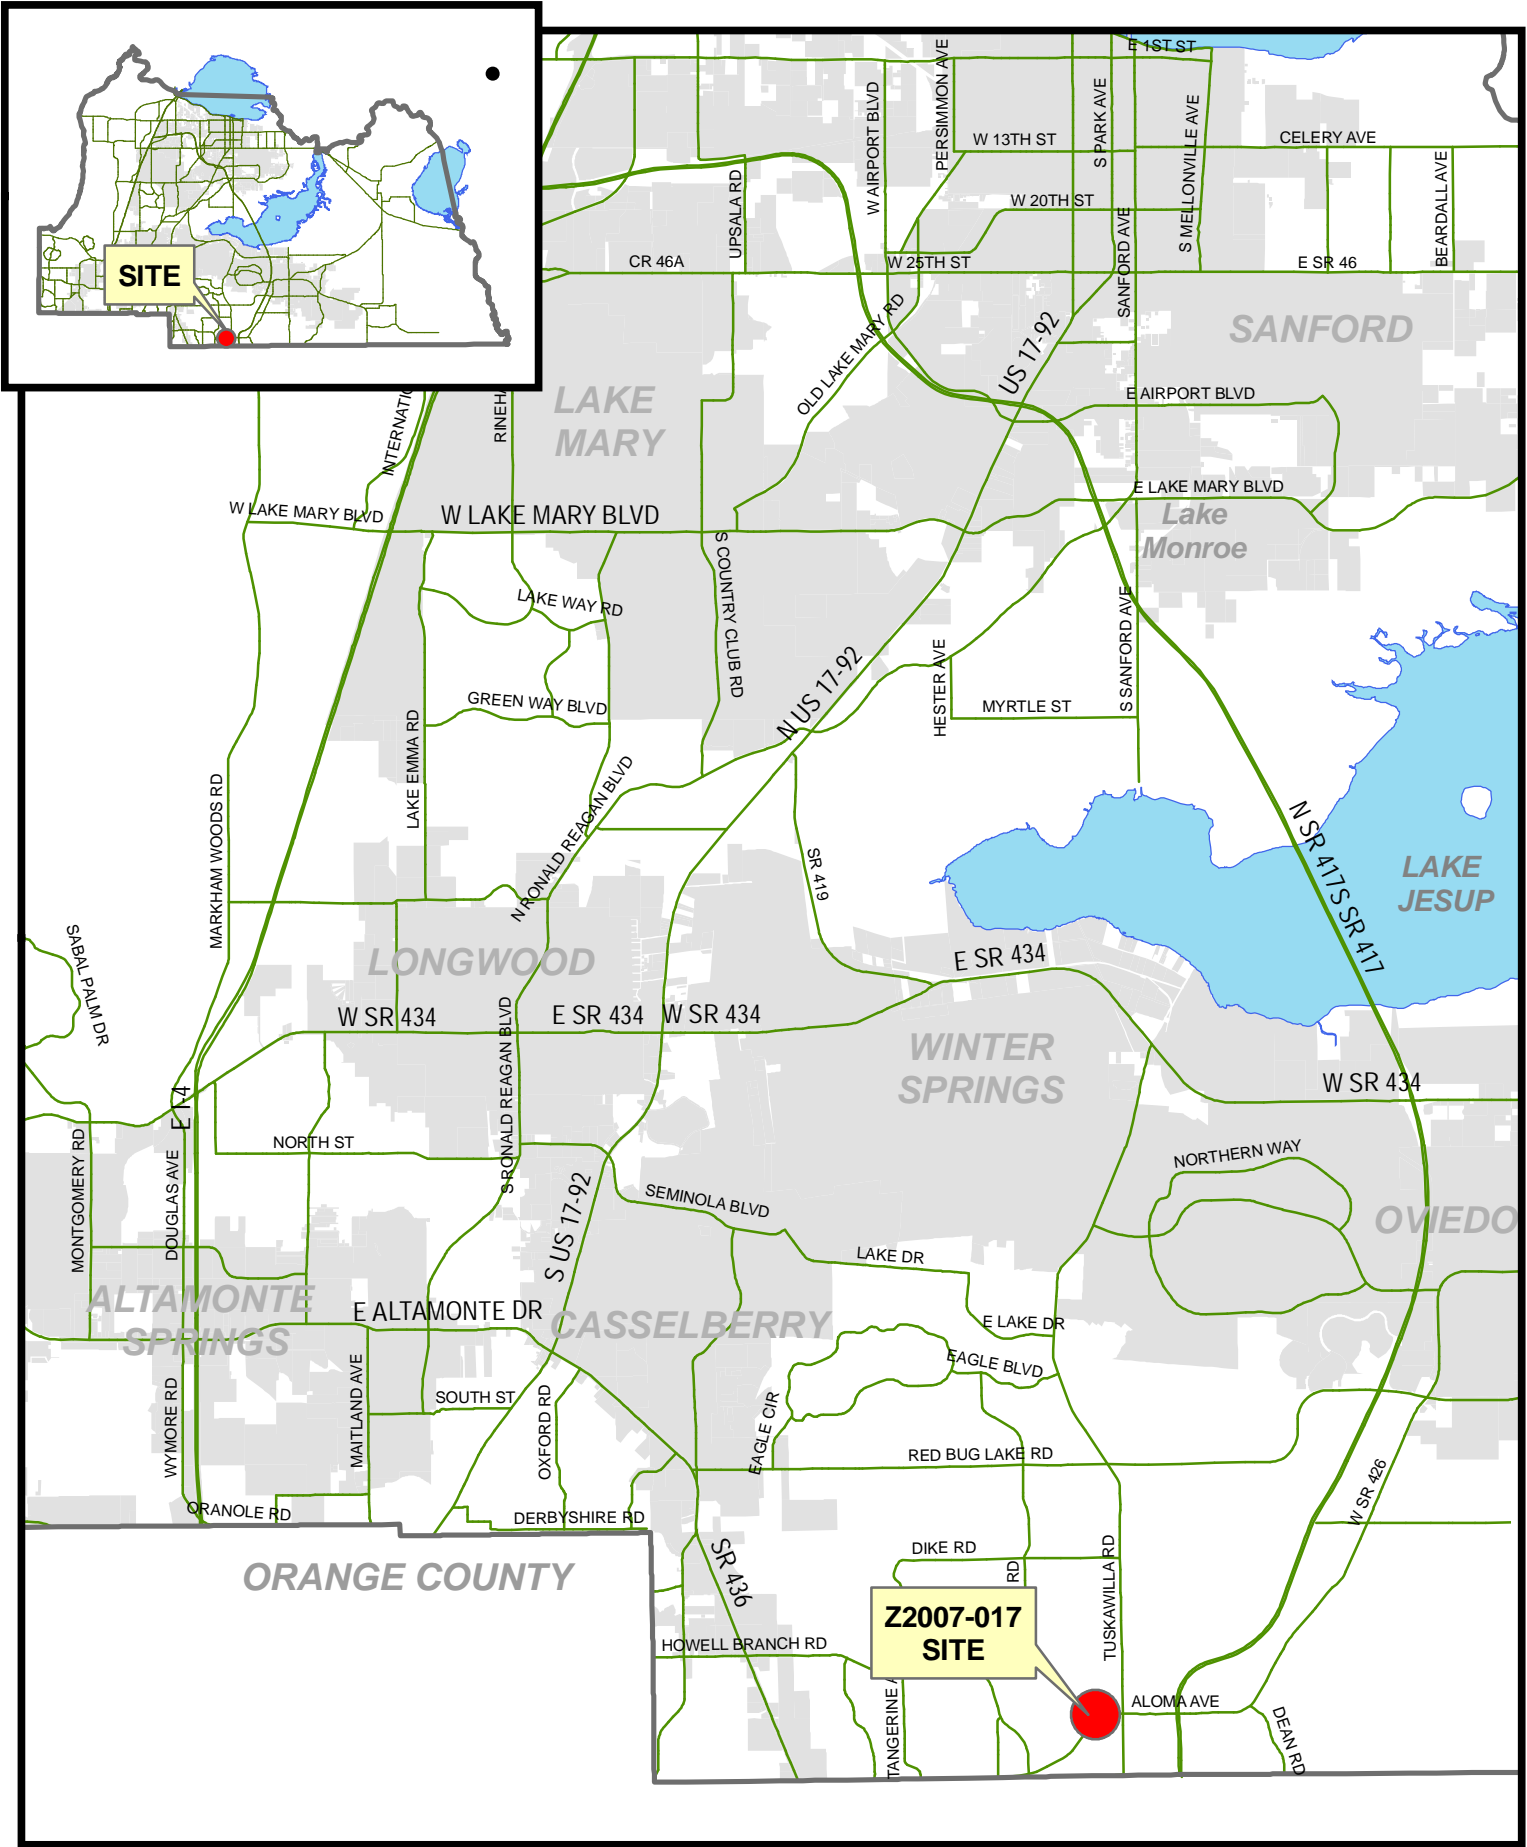 SITE
E 1ST ST
PERSIMMON AVE
W AIRPORT BLVD
S PARK AVE
S MELLONVILLE AVE
W 13TH ST
CELERY AVE
BEARDALL AVE
UPSALA RD
W 20TH ST
SANFORD AVE
CR 46A
W 25TH ST
E SR 46
OLD LAKE MARY RD
US 17-92
SANFORD
LAKE
MARY
E AIRPORT BLVD
W LAKE MARY BLVD
W LAKE MARY BLVD
E LAKE MARY BLVD
Lake
Monroe
S COUNTRY CLUB RD
LAKE WAY RD
GREEN WAY BLVD
LAKE EMMA RD
N US 17-92
HESTER AVE
S SANFORD AVE
MYRTLE ST
MARKHAM WOODS RD
N RONALD REAGAN BLVD
SR 419
N SR 417
S SR 417
LAKE
JESUP
SABAL PALM DR
LONGWOOD
E SR 434
W SR 434
E SR 434
W SR 434
S RONALD REAGAN BLVD
WINTER
SPRINGS
W SR 434
E I-4
NORTH ST
MONTGOMERY RD
DOUGLAS AVE
NORTHERN WAY
S US 17-92
SEMINOLA BLVD
OVIEDO
LAKE DR
ALTAMONTE
SPRINGS
E ALTAMONTE DR
CASSELBERRY
E LAKE DR
EAGLE BLVD
WYMORE RD
MAITLAND AVE
SOUTH ST
OXFORD RD
EAGLE CIR
RED BUG LAKE RD
W SR 426
ORANOLE RD
DERBYSHIRE RD
ORANGE COUNTY
SR 436
DIKE RD
RD
TUSKAWILLA RD
Z2007-017
SITE
HOWELL BRANCH RD
TANGERINE
ALOMA AVE
DEAN RD